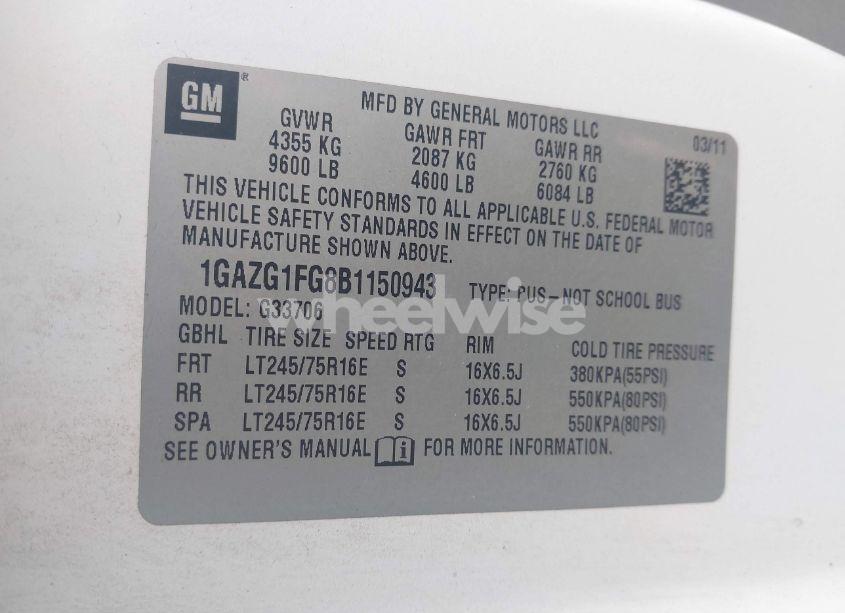 GM ®
MFD BY GENERAL MOTORS LLC
03/11
GVWR GAWR FRT GAWR RR
4355 KG 2087 KG 2760 KG
9600 LB 4600 LB 6084 LB
THIS VEHICLE CONFORMS TO ALL APPLICABLE U.S. FEDERAL MOTOR
VEHICLE SAFETY STANDARDS IN EFFECT ON THE DATE OF
MANUFACTURE SHOWN ABOVE.
1GAZG1FG8B1150943 TYPE: BUS-NOT SCHOOL BUS
wheelwise
MODEL: G33706
GBHL TIRE SIZE SPEED RTG RIM COLD TIRE PRESSURE
FRT LT245/75R16E S 16X6.5J 380KPA(55PSI)
RR LT245/75R16E S 16X6.5J 550KPA(80PSI)
SPA LT245/75R16E S 16X6.5J 550KPA(80PSI)
SEE OWNER'S MANUAL i FOR MORE INFORMATION.